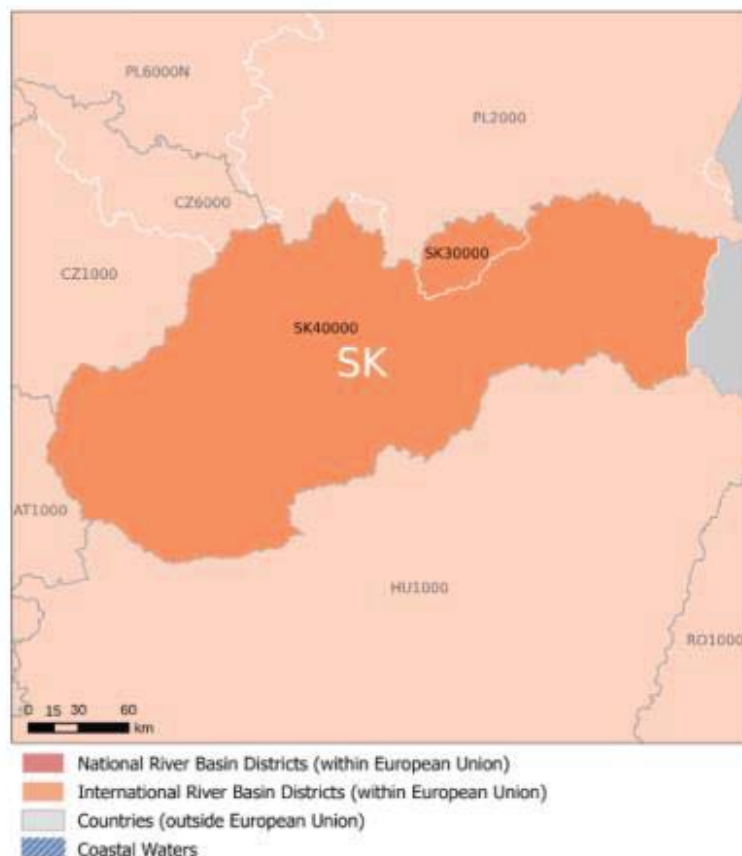 PL6000N
PL2000
CZ6000
SK30000
CZ1000
SK40000
SK
AT1000
HU1000
RO1000
0 15 30 60
km
National River Basin Districts (within European Union)
International River Basin Districts (within European Union)
Countries (outside European Union)
Coastal Waters